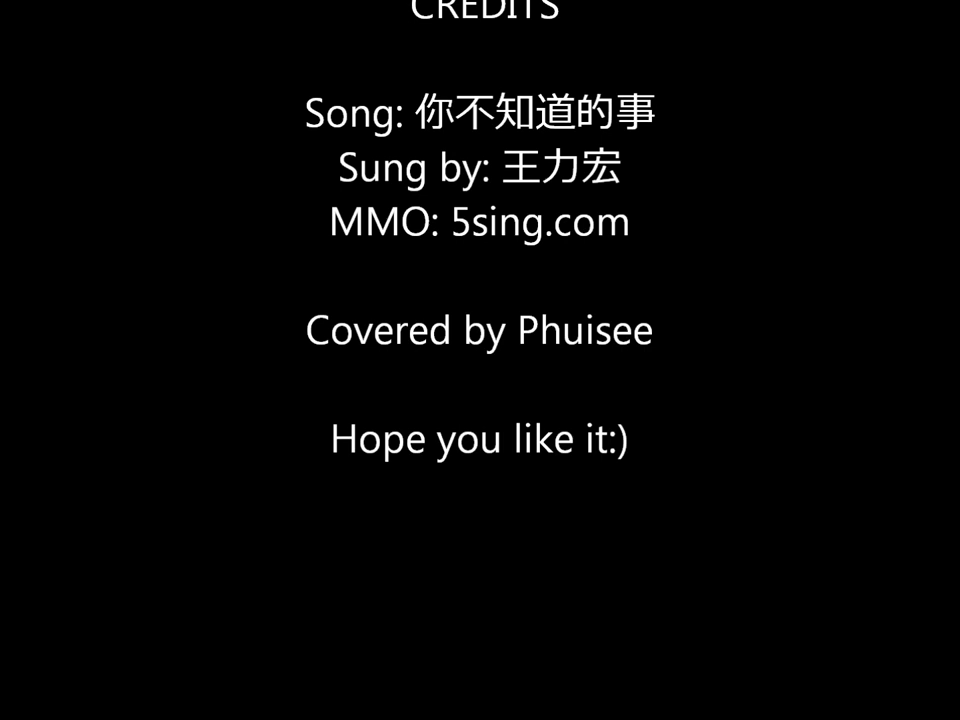 CREDITS
Song: 你不知道的事
Sung by: 王力宏
MMO: 5sing.com
Covered by Phuisee
Hope you like it:)